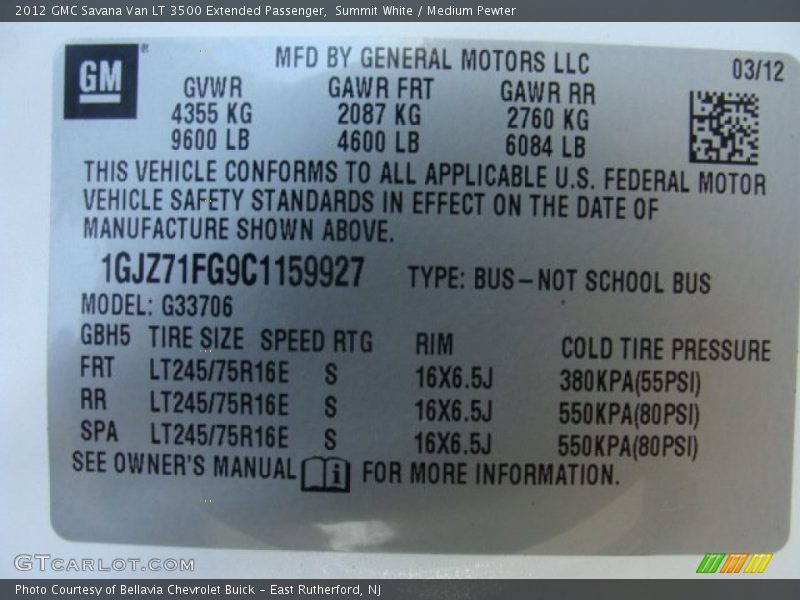 2012 GMC Savana Van LT 3500 Extended Passenger,  Summit White / Medium Pewter
GM ®
MFD BY GENERAL MOTORS LLC
03/12
GVWR GAWR FRT GAWR RR
4355 KG 2087 KG 2760 KG
9600 LB 4600 LB 6084 LB
THIS VEHICLE CONFORMS TO ALL APPLICABLE U.S. FEDERAL MOTOR
VEHICLE SAFETY STANDARDS IN EFFECT ON THE DATE OF
MANUFACTURE SHOWN ABOVE.
1GJZ71FG9C1159927 TYPE: BUS-NOT SCHOOL BUS
MODEL: G33706
GBH5 TIRE SIZE SPEED RTG RIM COLD TIRE PRESSURE
FRT LT245/75R16E S 16X6.5J 380KPA(55PSI)
RR LT245/75R16E S 16X6.5J 550KPA(80PSI)
SPA LT245/75R16E S 16X6.5J 550KPA(80PSI)
SEE OWNER'S MANUAL i FOR MORE INFORMATION.
GTCARLOT.COM
Photo Courtesy of Bellavia Chevrolet Buick - East Rutherford, NJ